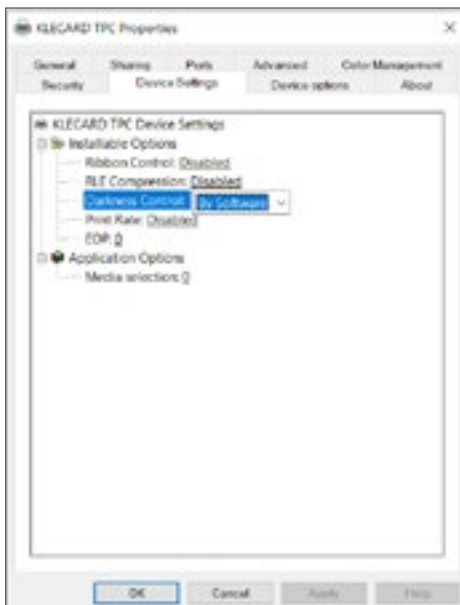 KLECARD TPC Properties
General Sharing Ports Advanced Color Management
Security Device Settings Device options About
KLECARD TPC Device Settings
Installable Options
Ribbon Control: Disabled
RLE Compression: Disabled
Darkness Control: By Software
Print Rate: Disabled
EOP: 0
Application Options
Media selection: 0
OK Cancel Apply Help